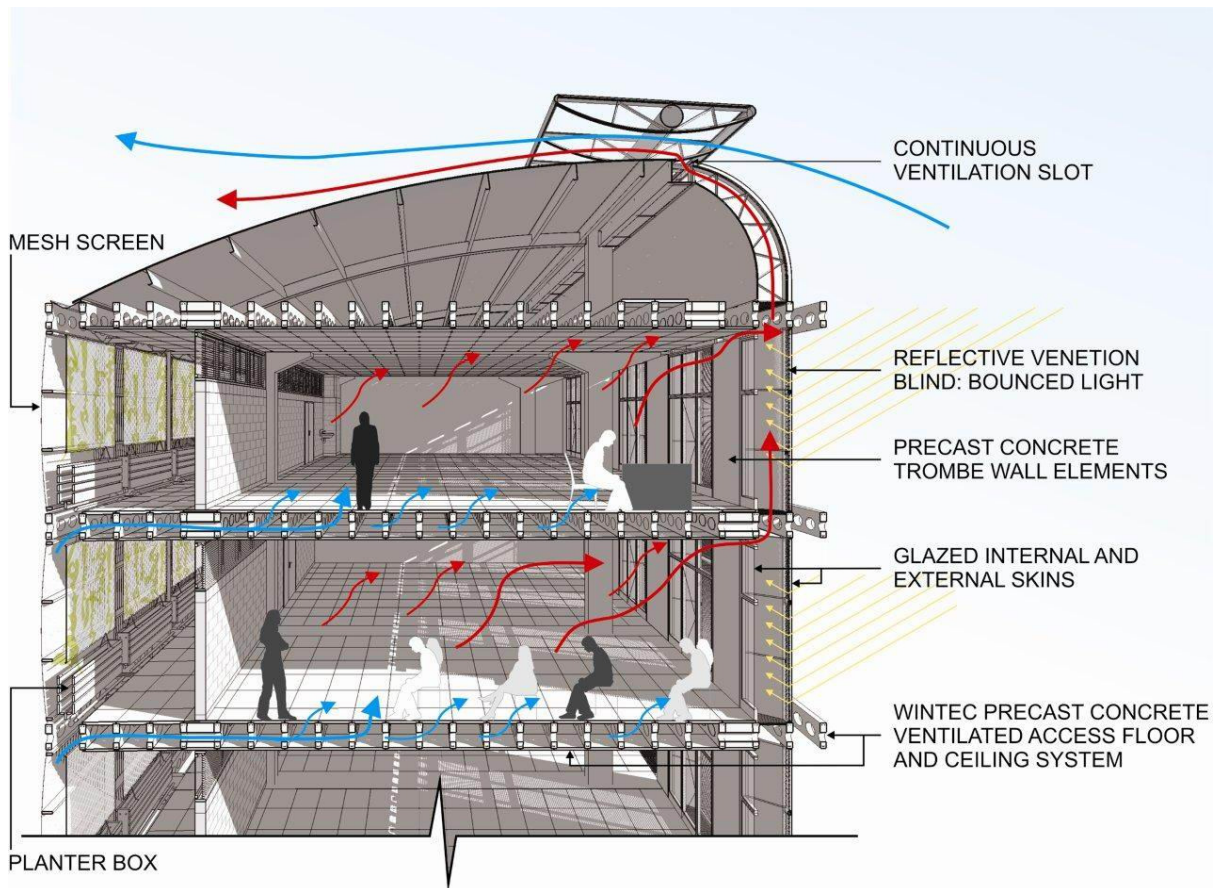 CONTINUOUS
VENTILATION SLOT
MESH SCREEN
REFLECTIVE VENETION
BLIND: BOUNCED LIGHT
PRECAST CONCRETE
TROMBE WALL ELEMENTS
GLAZED INTERNAL AND
EXTERNAL SKINS
WINTEC PRECAST CONCRETE
VENTILATED ACCESS FLOOR
AND CEILING SYSTEM
PLANTER BOX